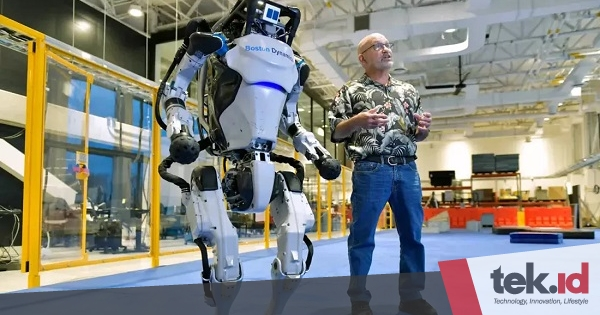 Boston Dynamics
tek.id
Technology, Innovation, Lifestyle